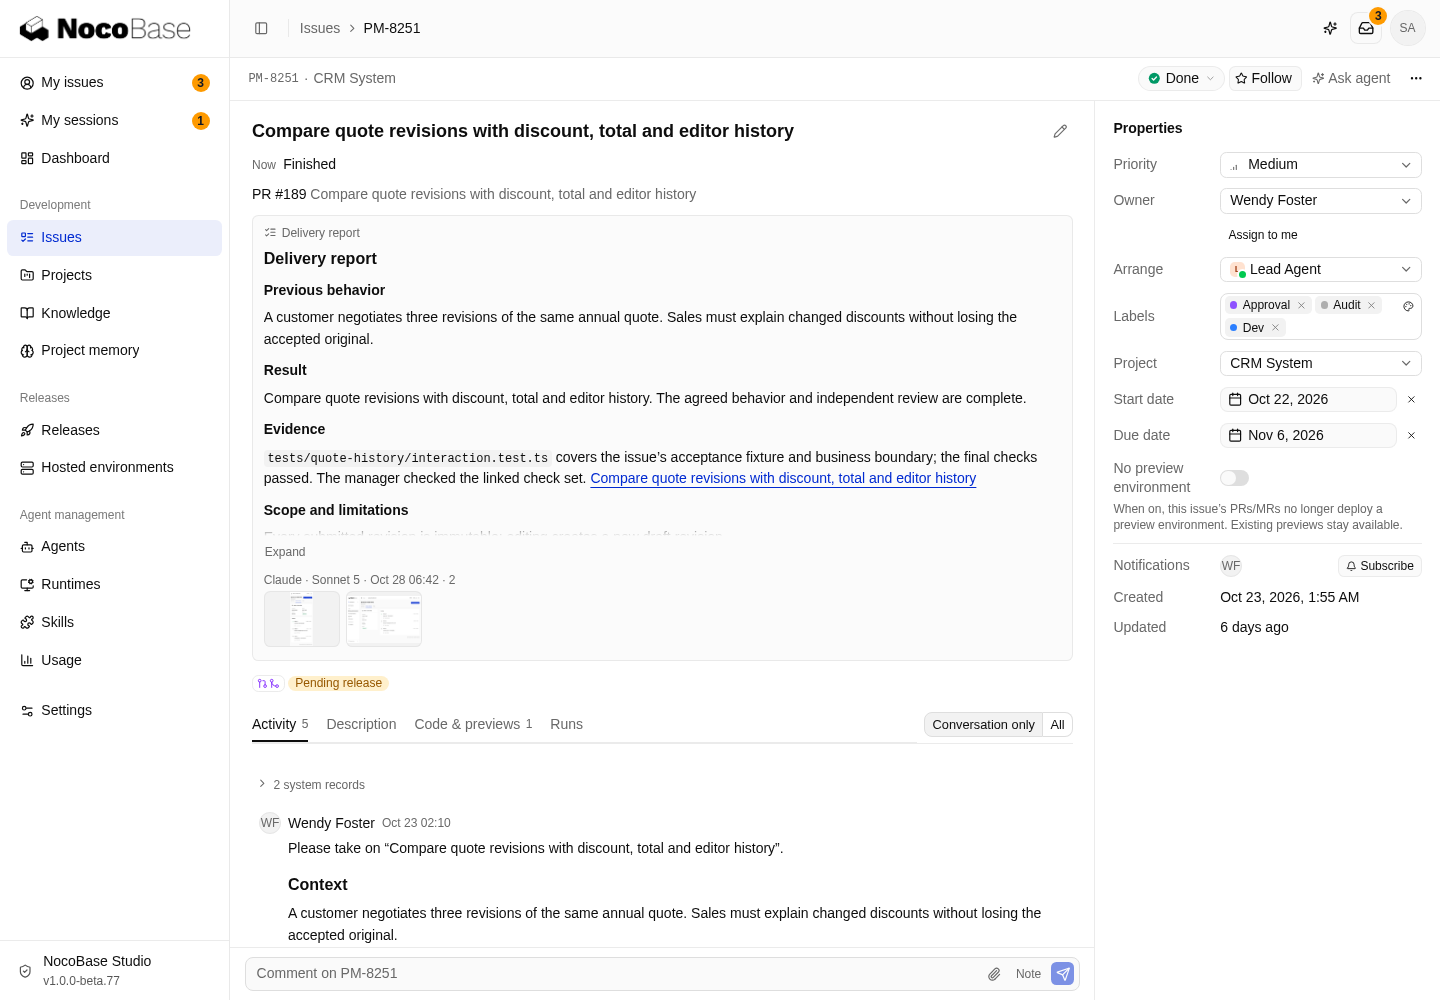 NocoBase
Issues
PM-8251
3
SA
My issues
3
My sessions
1
Dashboard
Development
Issues
Projects
Knowledge
Project memory
Releases
Releases
Hosted environments
Agent management
Agents
Runtimes
Skills
Usage
Settings
NocoBase Studio
v1.0.0-beta.77
PM-8251 · CRM System
Done
Follow
Ask agent
Compare quote revisions with discount, total and editor history
Now Finished
PR #189 Compare quote revisions with discount, total and editor history
Delivery report
Delivery report
Previous behavior
A customer negotiates three revisions of the same annual quote. Sales must explain changed discounts without losing the
accepted original.
Result
Compare quote revisions with discount, total and editor history. The agreed behavior and independent review are complete.
Evidence
tests/quote-history/interaction.test.ts covers the issue’s acceptance fixture and business boundary; the final checks
passed. The manager checked the linked check set. Compare quote revisions with discount, total and editor history
Scope and limitations
Every submitted revision is immutable; editing creates a new draft revision.
Expand
Claude · Sonnet 5 · Oct 28 06:42 · 2
Pending release
Activity 5
Description
Code & previews 1
Runs
Conversation only
All
2 system records
WF
Wendy Foster Oct 23 02:10
Please take on “Compare quote revisions with discount, total and editor history”.
Context
A customer negotiates three revisions of the same annual quote. Sales must explain changed discounts without losing the
accepted original.
Comment on PM-8251
Note
Properties
Priority
Medium
Owner
Wendy Foster
Assign to me
Arrange
L
Lead Agent
Labels
Approval
Audit
Dev
Project
CRM System
Start date
Oct 22, 2026
Due date
Nov 6, 2026
No preview
environment
When on, this issue’s PRs/MRs no longer deploy a
preview environment. Existing previews stay available.
Notifications
WF
Subscribe
Created
Oct 23, 2026, 1:55 AM
Updated
6 days ago